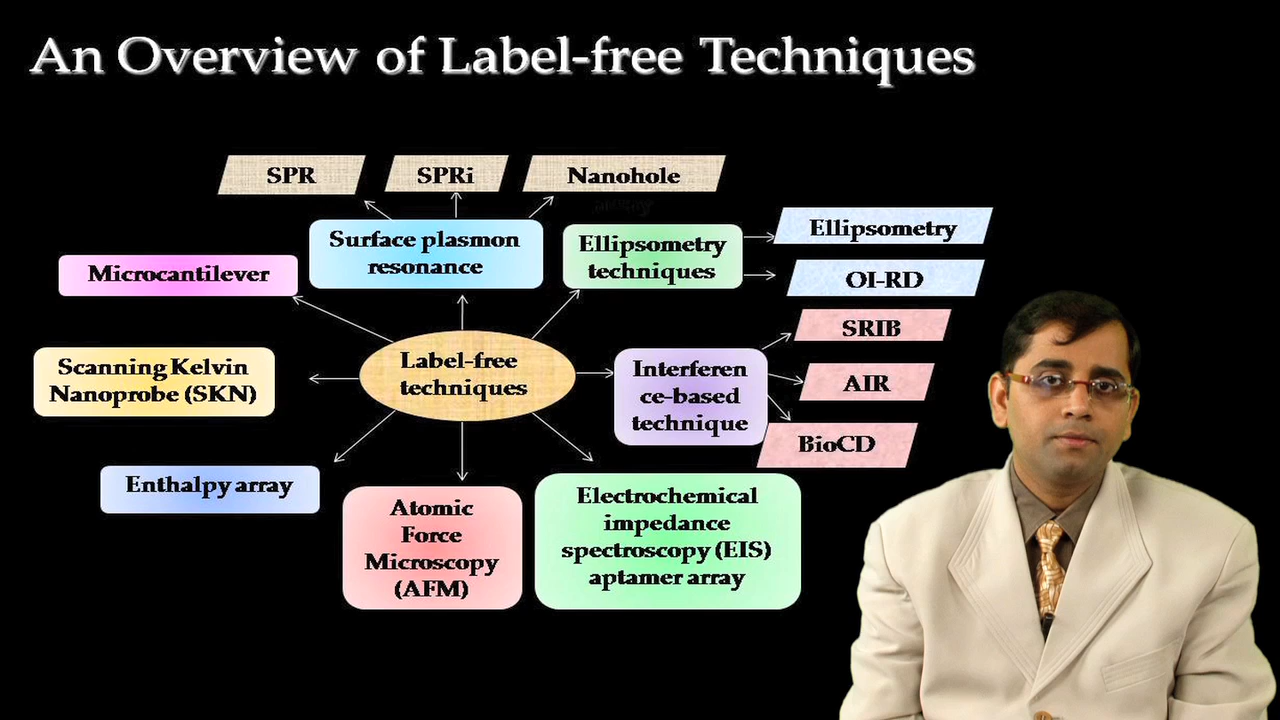 An Overview of Label-free Techniques
SPR
SPRi
Nanohole
Surface plasmon
resonance
Ellipsometry
techniques
Ellipsometry
OI-RD
Microcantilever
SRIB
Scanning Kelvin
Nanoprobe (SKN)
Label-free
techniques
Interferen
ce-based
technique
AIR
BioCD
Enthalpy array
Atomic
Force
Microscopy
(AFM)
Electrochemical
impedance
spectroscopy (EIS)
aptamer array